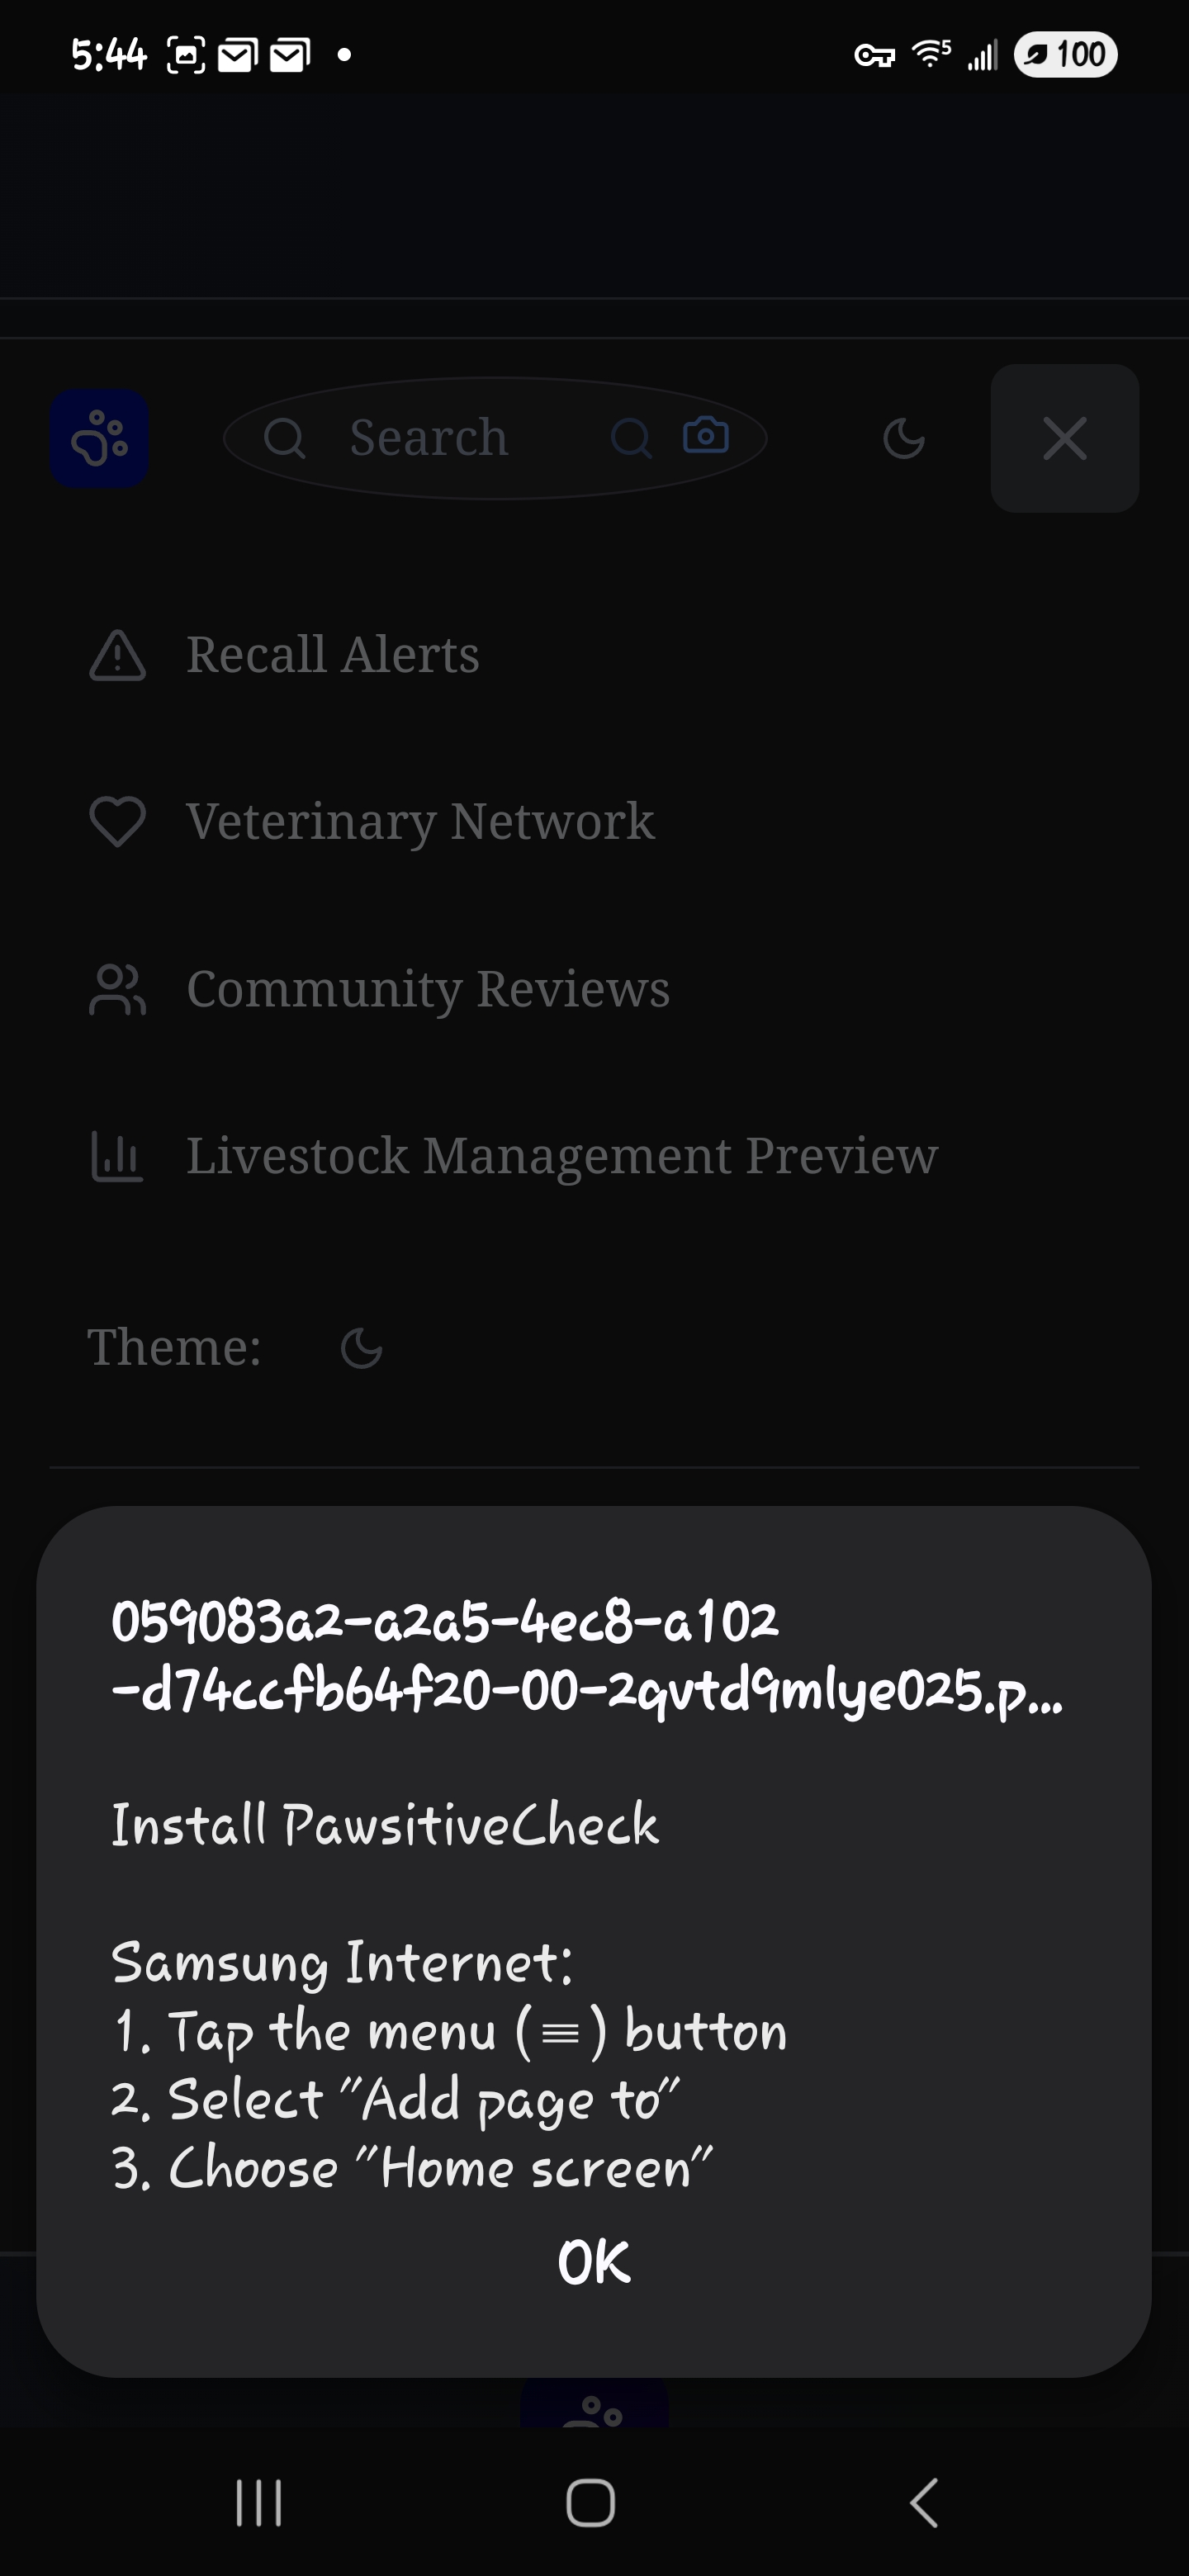 5:44
5
100
Search
Recall Alerts
Veterinary Network
Community Reviews
Livestock Management Preview
Theme:
059083a2-a2a5-4ec8-a102
-d74ccfb64f20-00-2qvtd9mlye025.p...
Install PawsitiveCheck
Samsung Internet:
1. Tap the menu (≡) button
2. Select "Add page to"
3. Choose "Home screen"
OK